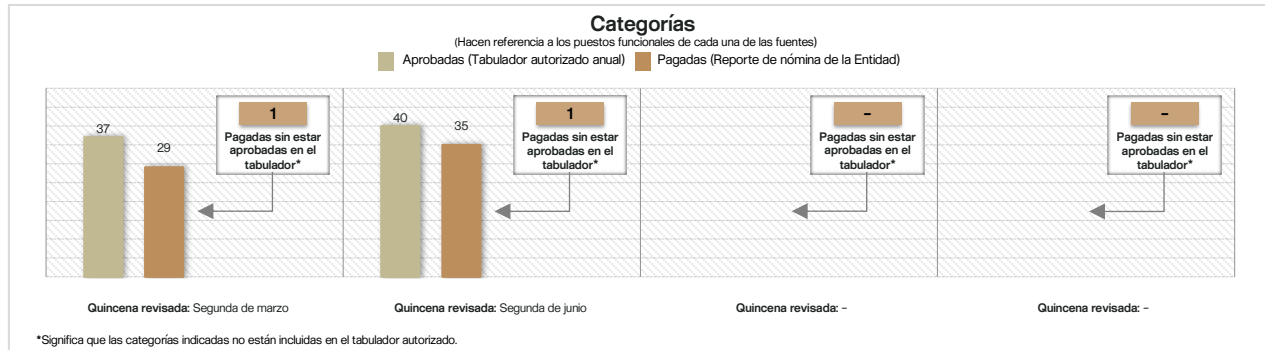 Categorías
(Hacen referencia a los puestos funcionales de cada una de las fuentes)
Aprobadas (Tabulador autorizado anual) Pagadas (Reporte de nómina de la Entidad)
37
29
1
Pagadas sin estar
aprobadas en el
tabulador*
40
35
1
Pagadas sin estar
aprobadas en el
tabulador*
–
Pagadas sin estar
aprobadas en el
tabulador*
–
Pagadas sin estar
aprobadas en el
tabulador*
Quincena revisada: Segunda de marzo
Quincena revisada: Segunda de junio
Quincena revisada: –
Quincena revisada: –
*Significa que las categorías indicadas no están incluidas en el tabulador autorizado.